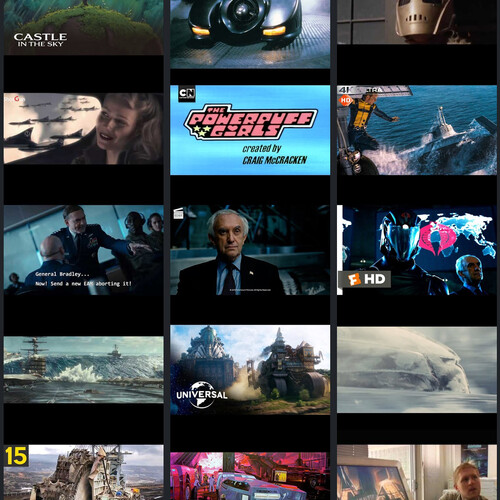 CASTLE
IN THE SKY
G
CN
THE
POWERPUFF
GIRLS
created by
CRAIG McCRACKEN
4K
HD
General Bradley...
Now! Send a new EAM aborting it!
F HD
UNIVERSAL
15